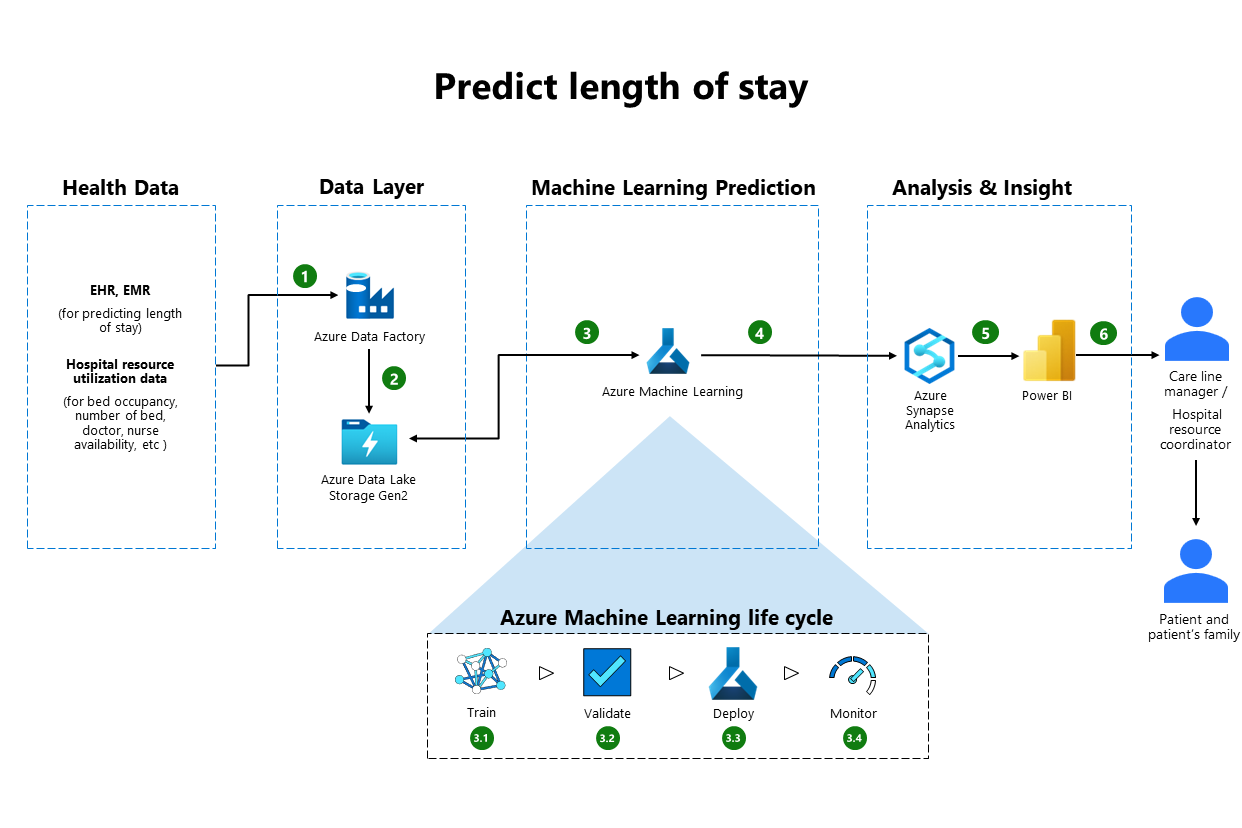 Predict length of stay
Health Data
EHR, EMR
(for predicting length
of stay)
Hospital resource
utilization data
(for bed occupancy,
number of bed,
doctor, nurse
availability, etc )
Data Layer
1
Azure Data Factory
2
Azure Data Lake
Storage Gen2
Machine Learning Prediction
3
4
Azure Machine Learning
Analysis & Insight
5
6
Azure
Synapse
Analytics
Power BI
Care line
manager /
Hospital
resource
coordinator
Patient and
patient's family
Azure Machine Learning life cycle
Train
Validate
Deploy
Monitor
3.1
3.2
3.3
3.4